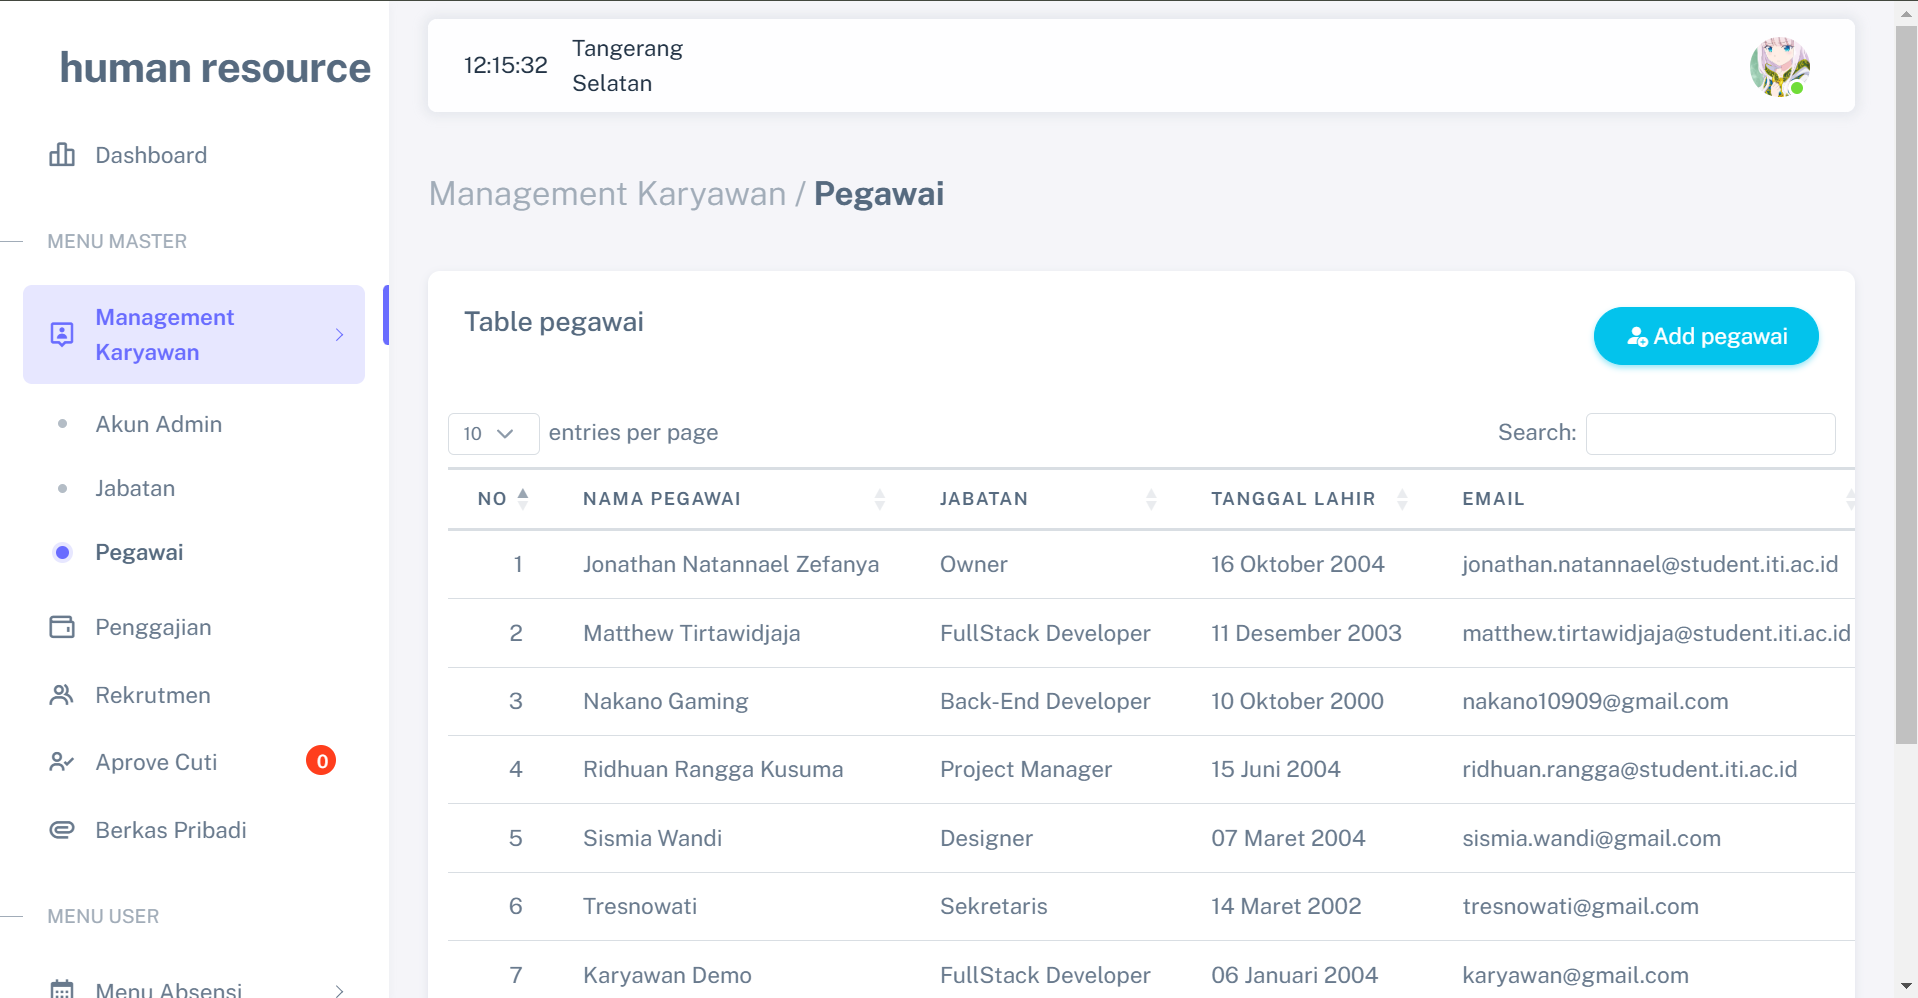 human resource
Dashboard
MENU MASTER
Management
Karyawan
Akun Admin
Jabatan
Pegawai
Penggajian
Rekrutmen
Aprove Cuti 0
Berkas Pribadi
MENU USER
Menu Absensi
12:15:32 Tangerang
Selatan
Management Karyawan / Pegawai
Table pegawai
Add pegawai
10 entries per page Search:
NO NAMA PEGAWAI JABATAN TANGGAL LAHIR EMAIL
1 Jonathan Natannael Zefanya Owner 16 Oktober 2004 jonathan.natannael@student.iti.ac.id
2 Matthew Tirtawidjaja FullStack Developer 11 Desember 2003 matthew.tirtawidjaja@student.iti.ac.id
3 Nakano Gaming Back-End Developer 10 Oktober 2000 nakano10909@gmail.com
4 Ridhuan Rangga Kusuma Project Manager 15 Juni 2004 ridhuan.rangga@student.iti.ac.id
5 Sismia Wandi Designer 07 Maret 2004 sismia.wandi@gmail.com
6 Tresnowati Sekretaris 14 Maret 2002 tresnowati@gmail.com
7 Karyawan Demo FullStack Developer 06 Januari 2004 karyawan@gmail.com